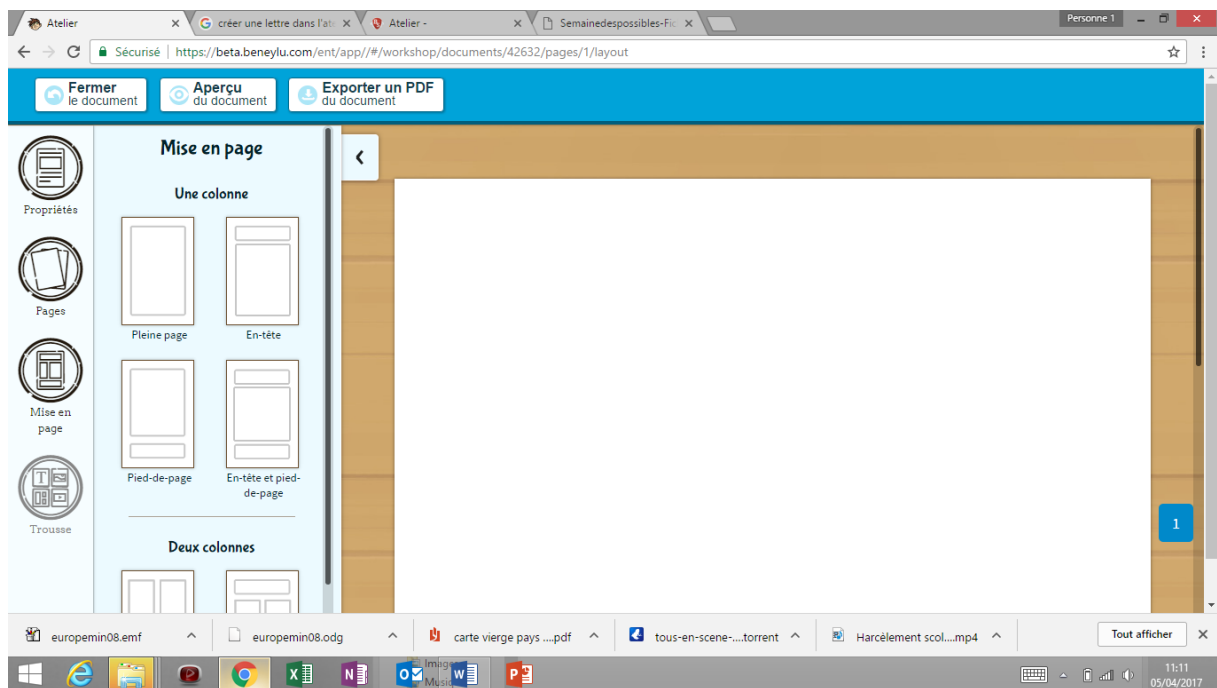 Atelier
créer une lettre dans l'ate
Atelier -
Semainedespossibles-Fic
Personne 1
Sécurisé
https://beta.beneylu.com/ent/app//#/workshop/documents/42632/pages/1/layout
Fermer
le document
Aperçu
du document
Exporter un PDF
du document
Propriétés
Pages
Mise en
page
Trousse
Mise en page
Une colonne
Pleine page
En-tête
Pied-de-page
En-tête et pied-
de-page
Deux colonnes
1
europemin08.emf
europemin08.odg
carte vierge pays ....pdf
tous-en-scene-....torrent
Harcèlement scol....mp4
Tout afficher
Image
Music
11:11
05/04/2017